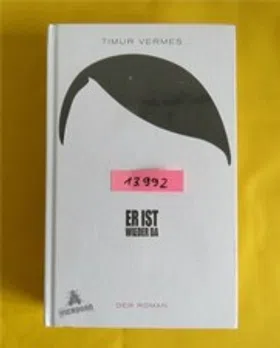 TIMUR VERMES
13992
ER IST
WIEDER DA
DER ROMAN